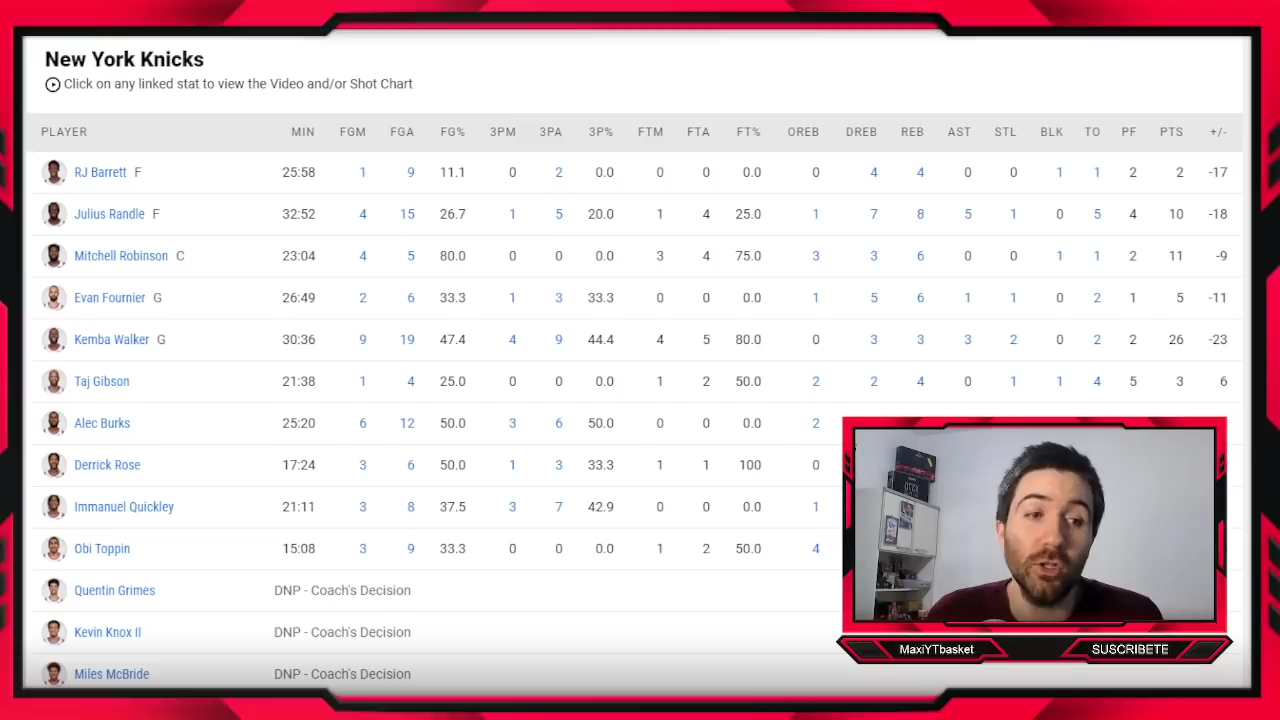 New York Knicks
Click on any linked stat to view the Video and/or Shot Chart
PLAYER MIN FGM FGA FG% 3PM 3PA 3P% FTM FTA FT% OREB DREB REB AST STL BLK TO PF PTS +/-
RJ Barrett F 25:58 1 9 11.1 0 2 0.0 0 0 0.0 0 4 4 0 0 1 1 2 2 -17
Julius Randle F 32:52 4 15 26.7 1 5 20.0 1 4 25.0 1 7 8 5 1 0 5 4 10 -18
Mitchell Robinson C 23:04 4 5 80.0 0 0 0.0 3 4 75.0 3 3 6 0 0 1 1 2 11 -9
Evan Fournier G 26:49 2 6 33.3 1 3 33.3 0 0 0.0 1 5 6 1 1 0 2 1 5 -11
Kemba Walker G 30:36 9 19 47.4 4 9 44.4 4 5 80.0 0 3 3 3 2 0 2 2 26 -23
Taj Gibson 21:38 1 4 25.0 0 0 0.0 1 2 50.0 2 2 4 0 1 1 4 5 3 6
Alec Burks 25:20 6 12 50.0 3 6 50.0 0 0 0.0 2
Derrick Rose 17:24 3 6 50.0 1 3 33.3 1 1 100 0
Immanuel Quickley 21:11 3 8 37.5 3 7 42.9 0 0 0.0 1
Obi Toppin 15:08 3 9 33.3 0 0 0.0 1 2 50.0 4
Quentin Grimes DNP - Coach's Decision
Kevin Knox II DNP - Coach's Decision
Miles McBride DNP - Coach's Decision
MaxiYTbasket SUSCRIBETE